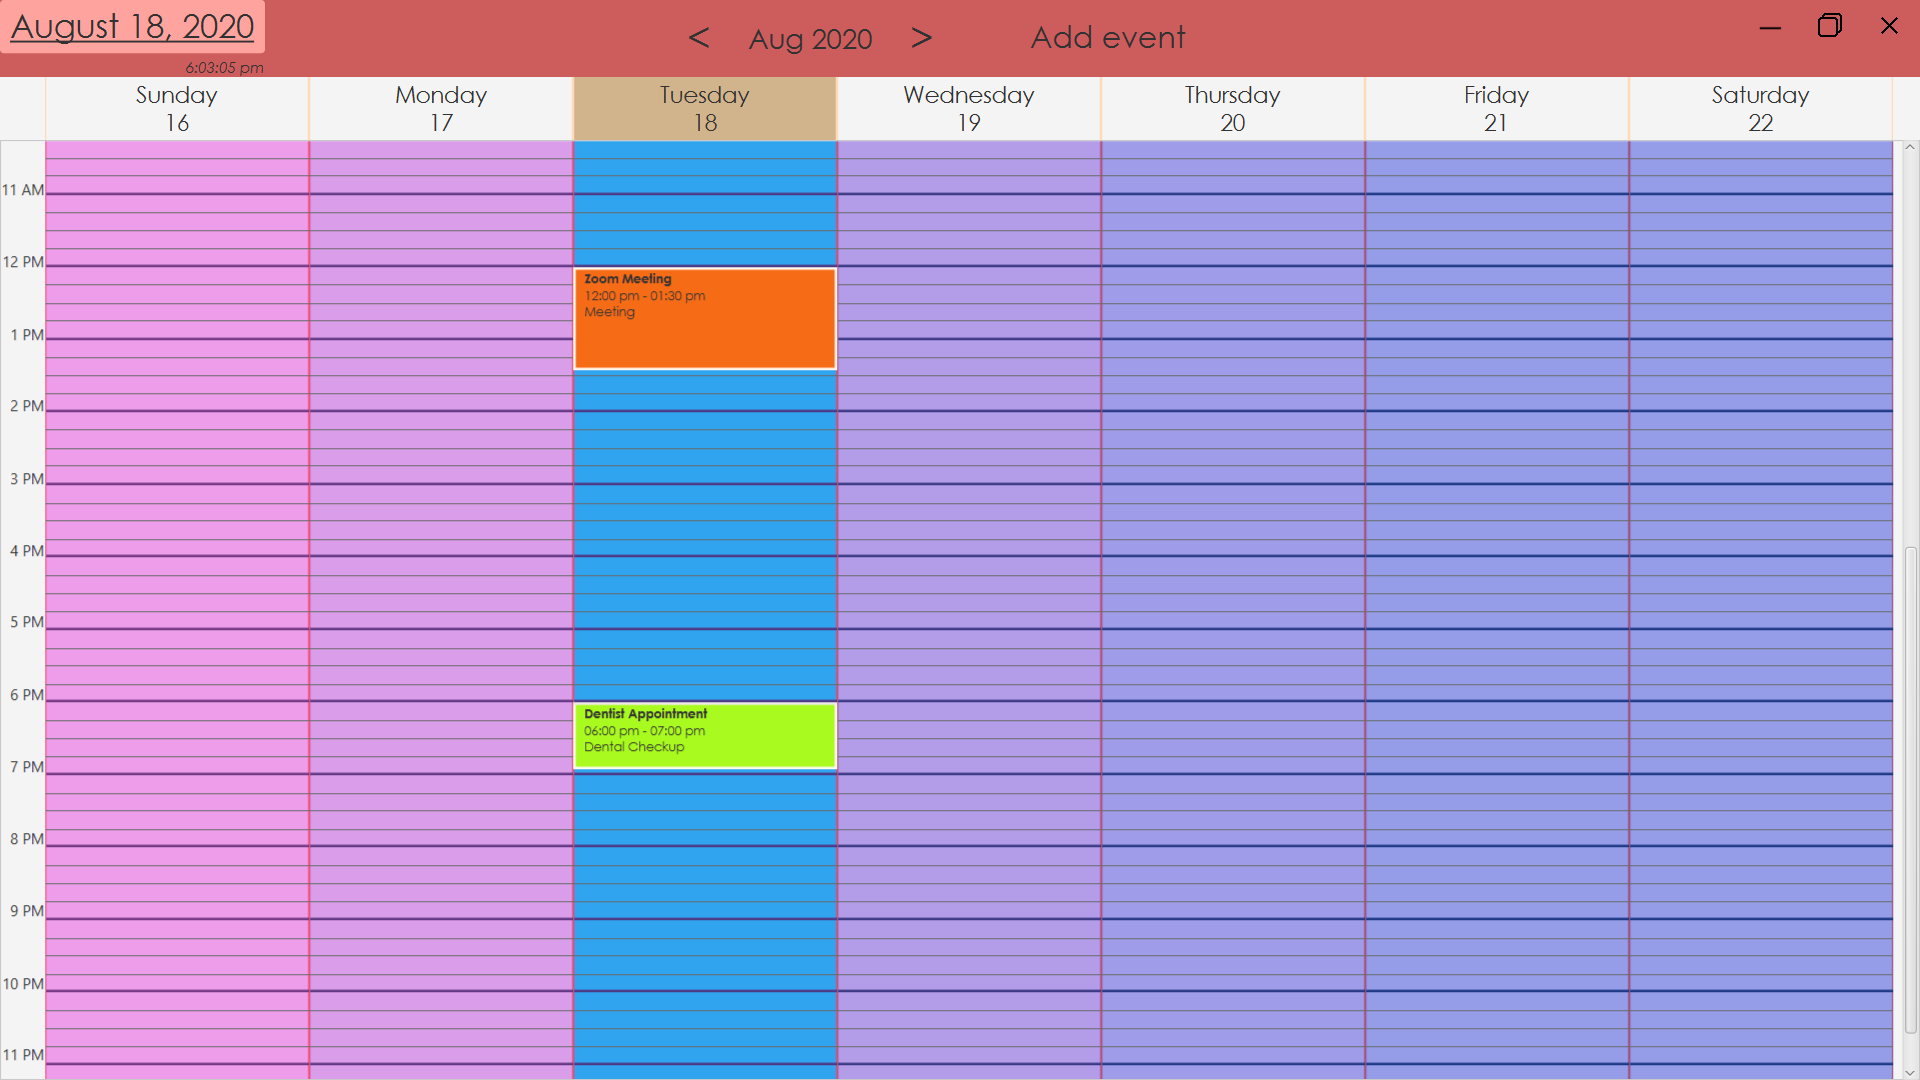 August 18, 2020
6:03:05 pm
< Aug 2020 > Add event
Sunday Monday Tuesday Wednesday Thursday Friday Saturday
16 17 18 19 20 21 22
11 AM
12 PM
Zoom Meeting
12:00 pm - 01:30 pm
Meeting
1 PM
2 PM
3 PM
4 PM
5 PM
6 PM
Dentist Appointment
06:00 pm - 07:00 pm
Dental Checkup
7 PM
8 PM
9 PM
10 PM
11 PM